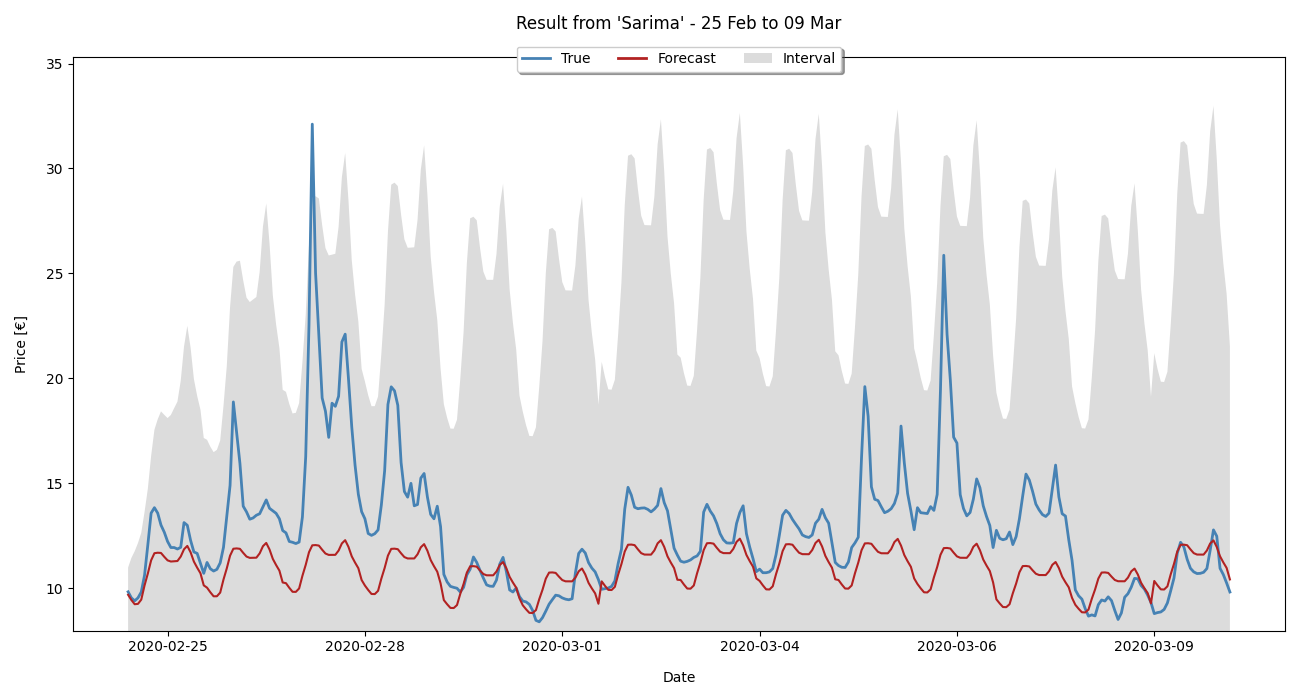 Result from 'Sarima' - 25 Feb to 09 Mar
True Forecast Interval
35
30
25
20
15
10
Price [€]
2020-02-25 2020-02-28 2020-03-01 2020-03-04 2020-03-06 2020-03-09
Date